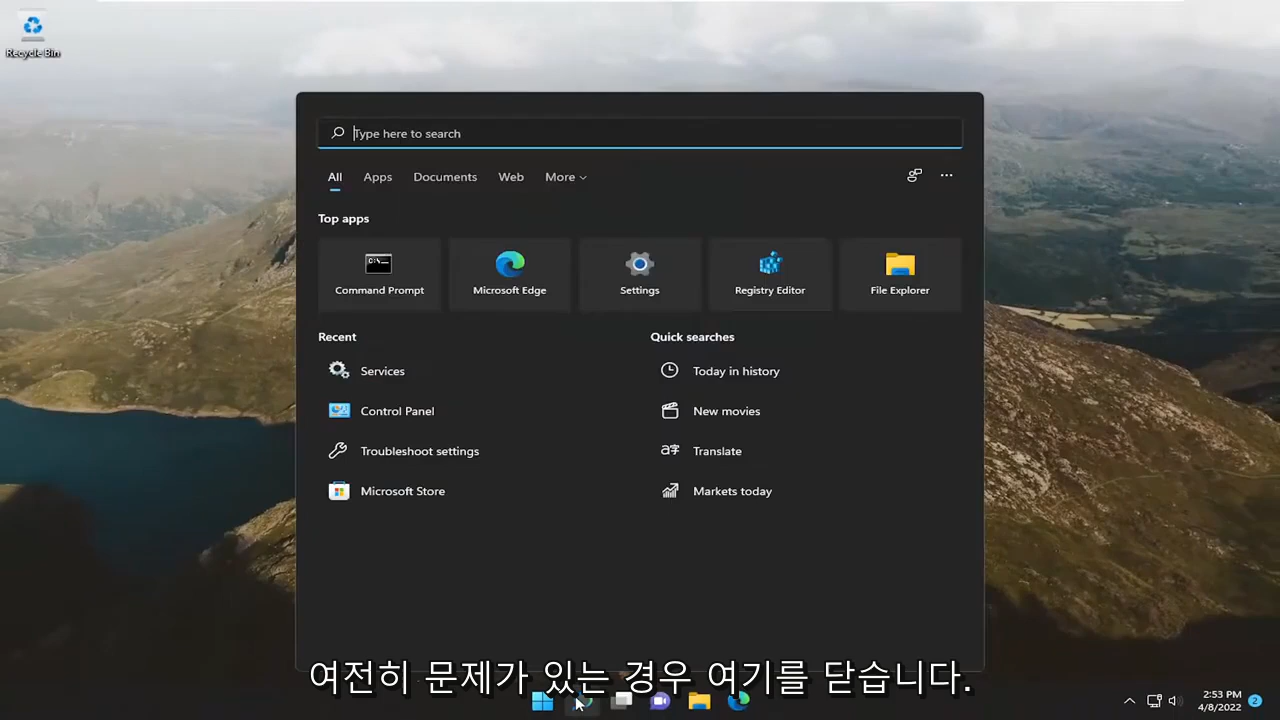 Recycle Bin
Type here to search
All Apps Documents Web More
Top apps
Command Prompt Microsoft Edge Settings Registry Editor File Explorer
Recent Quick searches
Services Today in history
Control Panel New movies
Troubleshoot settings Translate
Microsoft Store Markets today
여전히 문제가 있는 경우 여기를 닫습니다.
2:53 PM
4/8/2022 2